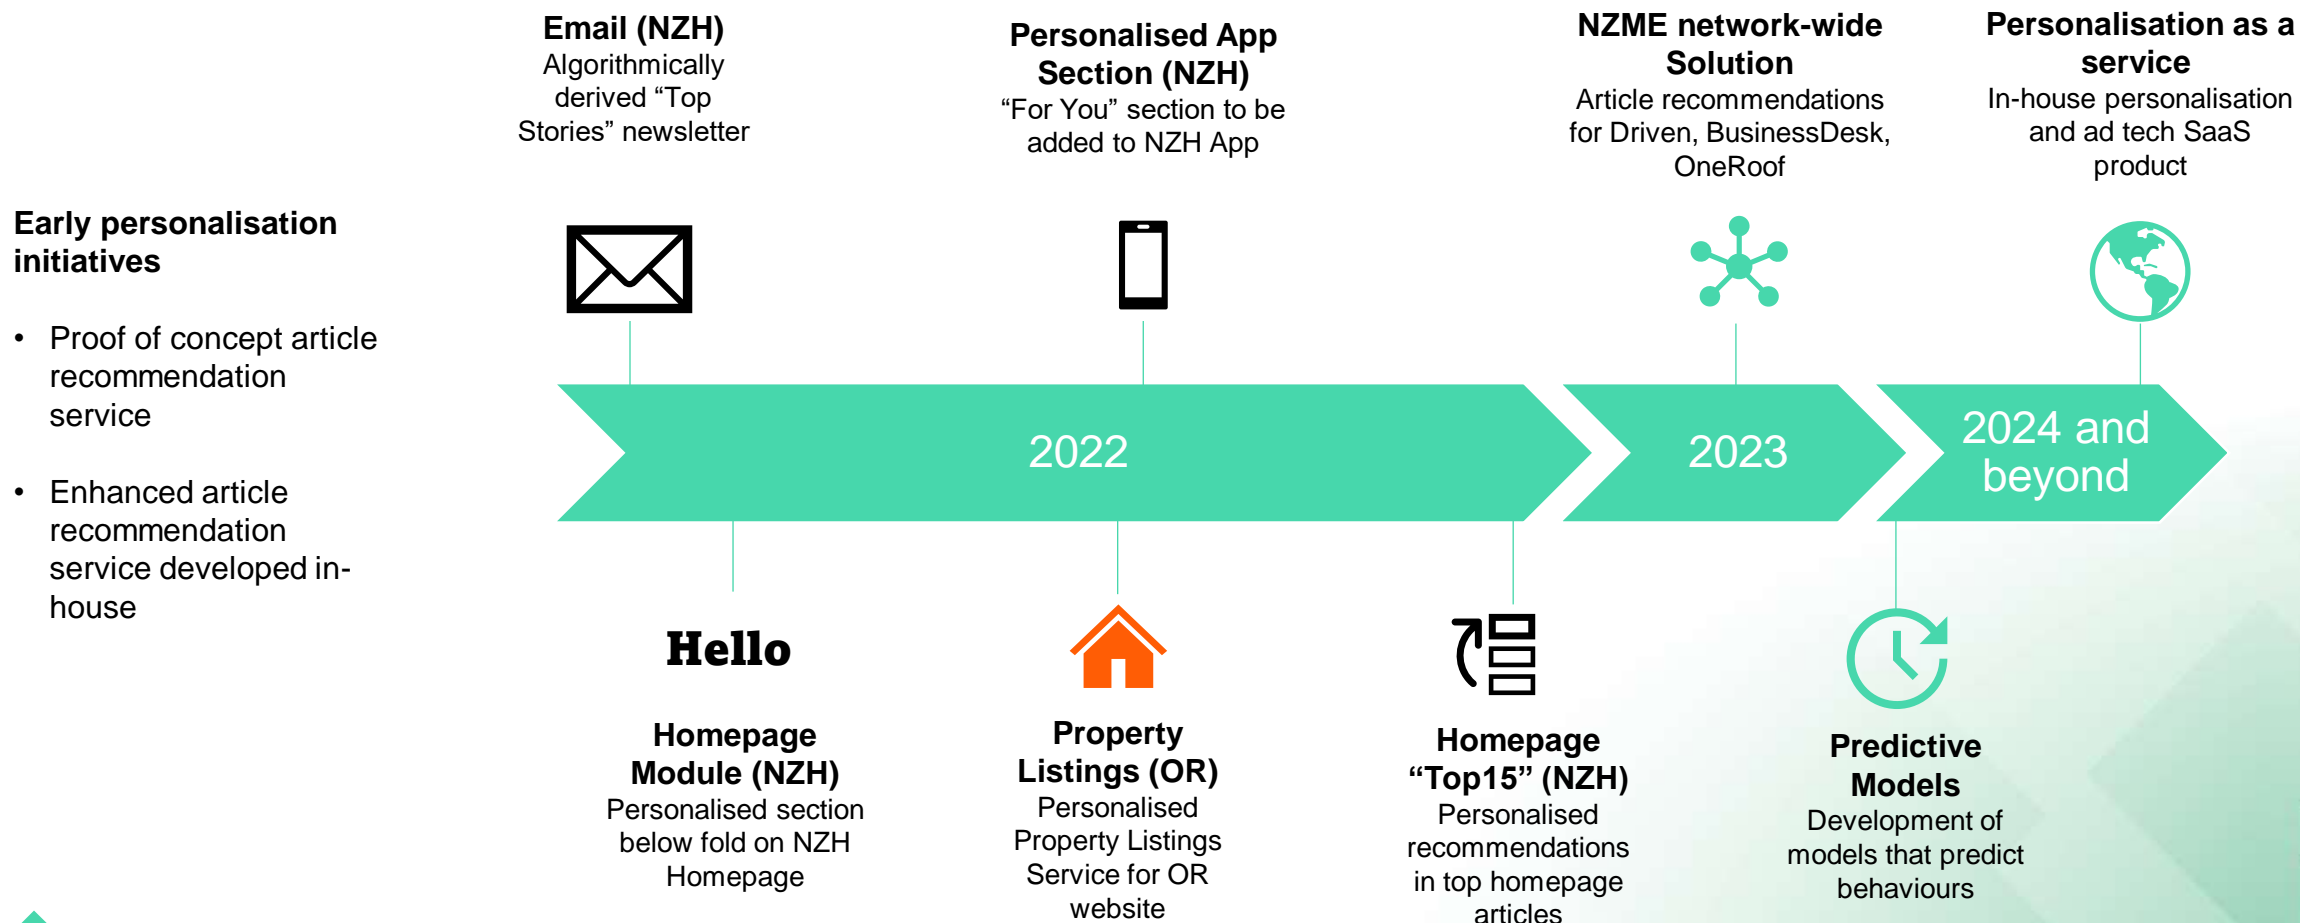 Email (NZH)
Algorithmically
derived “Top
Stories” newsletter
Personalised App
Section (NZH)
“For You” section to be
added to NZH App
NZME network-wide
Solution
Article recommendations
for Driven, BusinessDesk,
OneRoof
Personalisation as a
service
In-house personalisation
and ad tech SaaS
product
Early personalisation
initiatives
• Proof of concept article
recommendation
service
• Enhanced article
recommendation
service developed in-
house
2022
2023
2024 and
beyond
Hello
Homepage
Module (NZH)
Personalised section
below fold on NZH
Homepage
Property
Listings (OR)
Personalised
Property Listings
Service for OR
website
Homepage
“Top15” (NZH)
Personalised
recommendations
in top homepage
articles
Predictive
Models
Development of
models that predict
behaviours